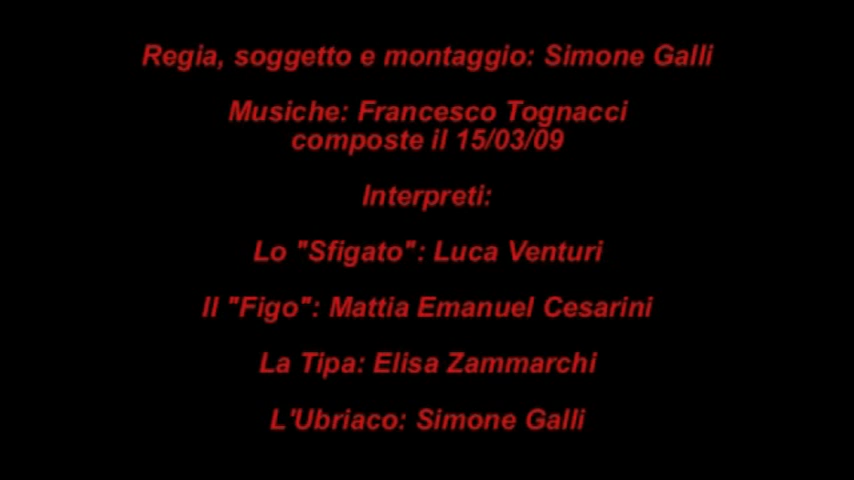 Regia, soggetto e montaggio: Simone Galli
Musiche: Francesco Tognacci
composte il 15/03/09
Interpreti:
Lo "Sfigato": Luca Venturi
Il "Figo": Mattia Emanuel Cesarini
La Tipa: Elisa Zammarchi
L'Ubriaco: Simone Galli